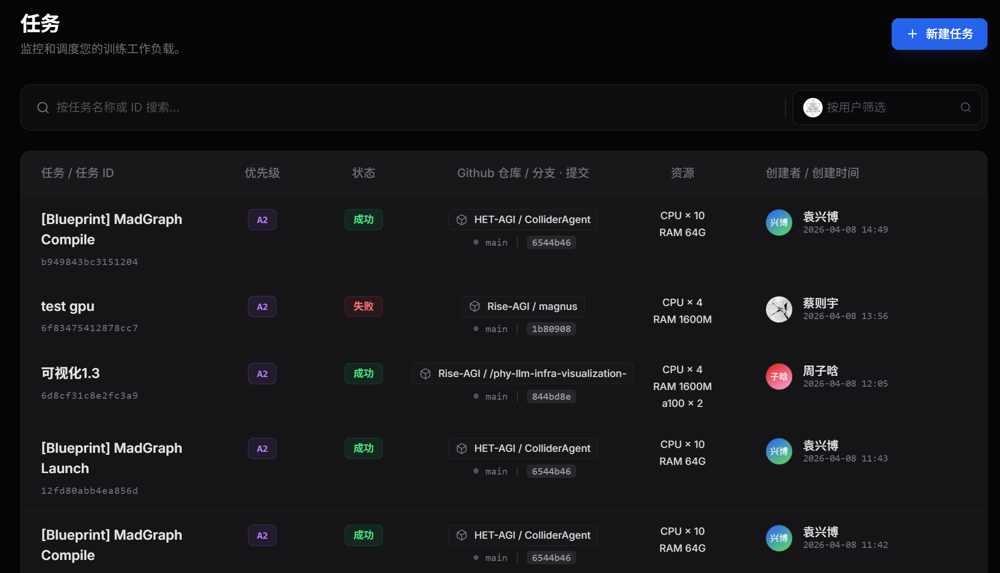 任务
监控和调度您的训练工作负载。
+ 新建任务
按任务名称或 ID 搜索...
按用户筛选
任务 / 任务 ID 优先级 状态 Github 仓库 / 分支 · 提交 资源 创建者 / 创建时间
[Blueprint] MadGraph Compile
b949843bc3151204
A2
成功
HET-AGI / ColliderAgent
main | 6544b46
CPU × 10
RAM 64G
兴博
袁兴博
2026-04-08 14:49
test gpu
6f83475412878cc7
A2
失败
Rise-AGI / magnus
main | 1b80908
CPU × 4
RAM 1600M
蔡则宇
2026-04-08 13:56
可视化1.3
6d8cf31c8e2fc3a9
A2
成功
Rise-AGI / /phy-llm-infra-visualization-
main | 844bd8e
CPU × 4
RAM 1600M
a100 × 2
子晗
周子晗
2026-04-08 12:05
[Blueprint] MadGraph Launch
12fd80abb4ea856d
A2
成功
HET-AGI / ColliderAgent
main | 6544b46
CPU × 10
RAM 64G
兴博
袁兴博
2026-04-08 11:43
[Blueprint] MadGraph Compile
A2
成功
HET-AGI / ColliderAgent
main | 6544b46
CPU × 10
RAM 64G
兴博
袁兴博
2026-04-08 11:42